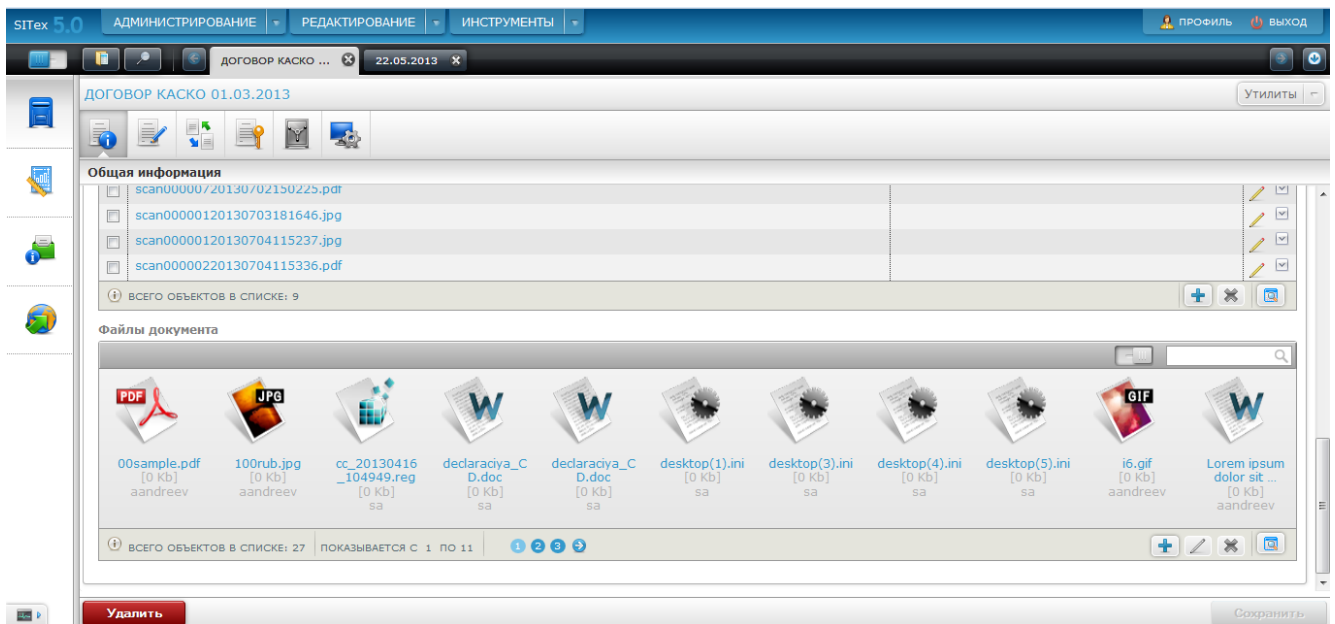 SITex 5.0 АДМИНИСТРИРОВАНИЕ РЕДАКТИРОВАНИЕ ИНСТРУМЕНТЫ ПРОФИЛЬ ВЫХОД
ДОГОВОР КАСКО ... 22.05.2013
ДОГОВОР КАСКО 01.03.2013 Утилиты
Общая информация
scan0000720130702150225.pdf
scan0000120130703181646.jpg
scan0000120130704115237.jpg
scan0000220130704115336.pdf
ВСЕГО ОБЪЕКТОВ В СПИСКЕ: 9
Файлы документа
PDF JPG W W GIF W
00sample.pdf 100rub.jpg cc_20130416 declaraciya_C declaraciya_C desktop(1).ini desktop(3).ini desktop(4).ini desktop(5).ini i6.gif Lorem ipsum
[0 Kb] [0 Kb] _104949.reg D.doc D.doc [0 Kb] [0 Kb] [0 Kb] [0 Kb] [0 Kb] dolor sit ...
aandreev aandreev [0 Kb] [0 Kb] [0 Kb] sa sa sa sa aandreev [0 Kb]
sa sa sa aandreev
ВСЕГО ОБЪЕКТОВ В СПИСКЕ: 27 ПОКАЗЫВАЕТСЯ С 1 ПО 11 1 2 3
Удалить Сохранить